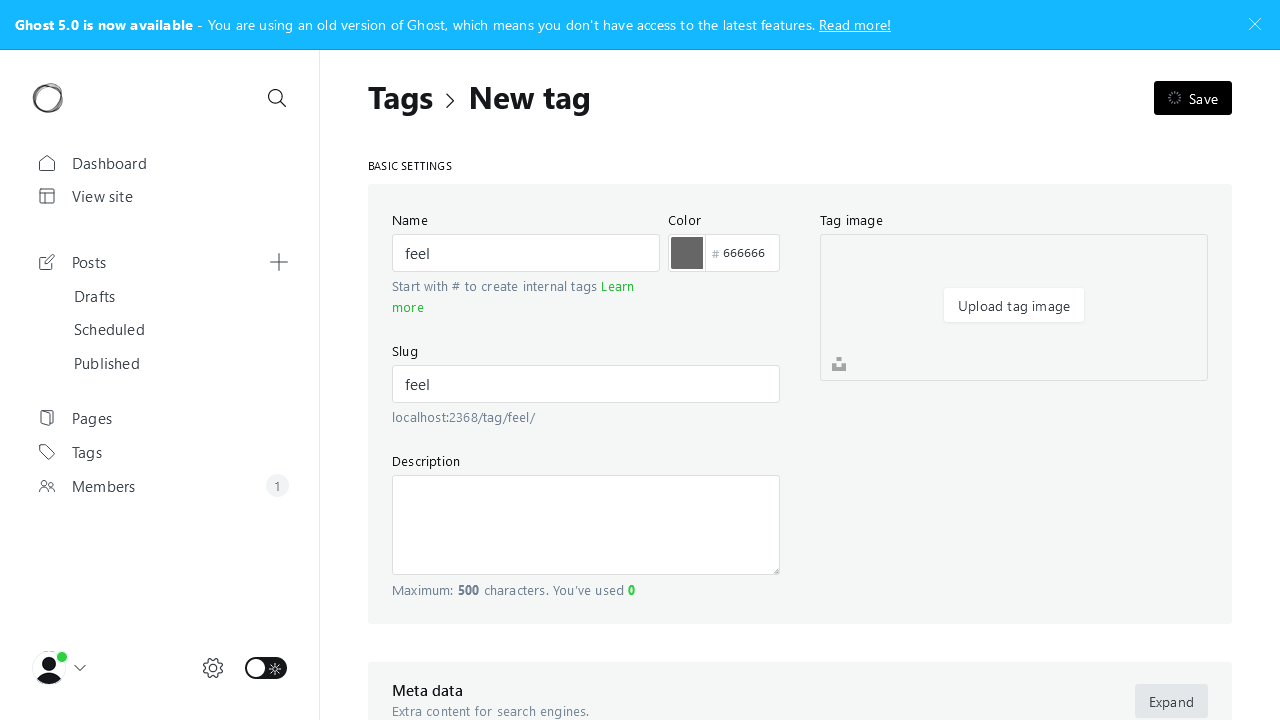 Ghost 5.0 is now available - You are using an old version of Ghost, which means you don't have access to the latest features. Read more!
Tags New tag
Save
Dashboard
View site
Posts
Drafts
Scheduled
Published
Pages
Tags
Members 1
BASIC SETTINGS
Name
feel
Start with # to create internal tags Learn
more
Color
# 666666
Slug
feel
localhost:2368/tag/feel/
Description
Maximum: 500 characters. You've used 0
Tag image
Upload tag image
Meta data
Extra content for search engines.
Expand